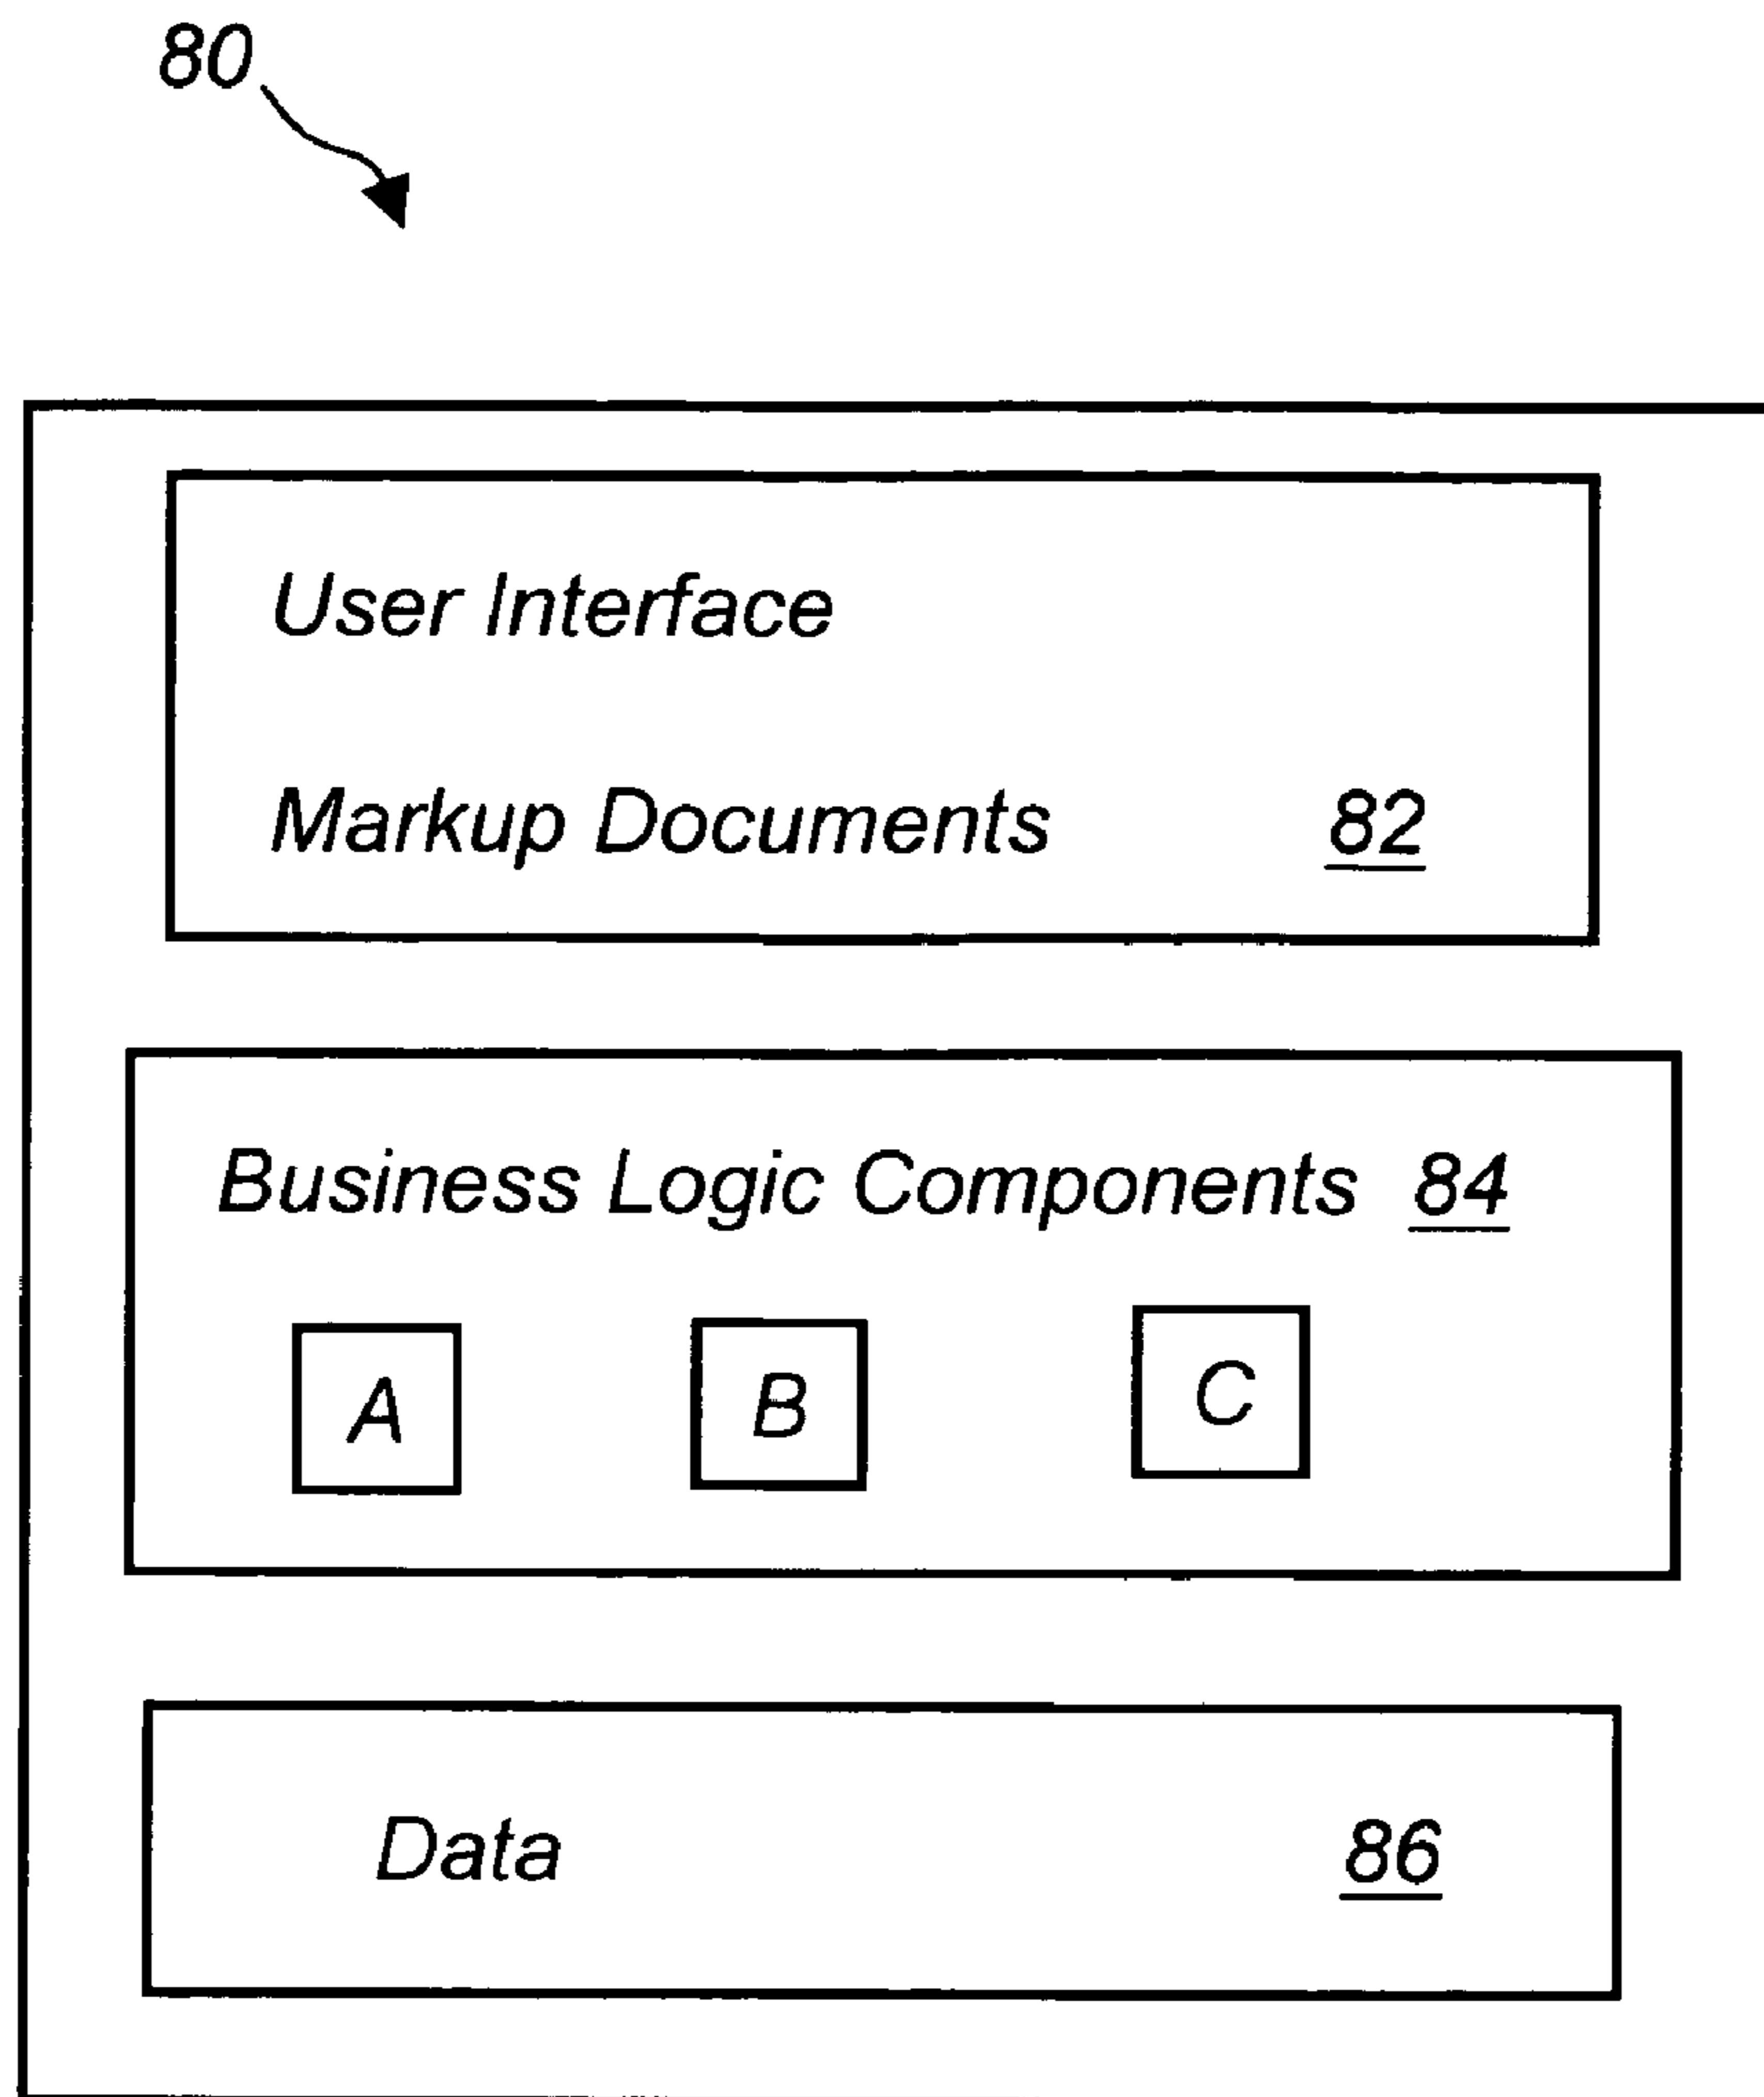 80
User Interface
Markup Documents 82
Business Logic Components 84
A B C
Data 86